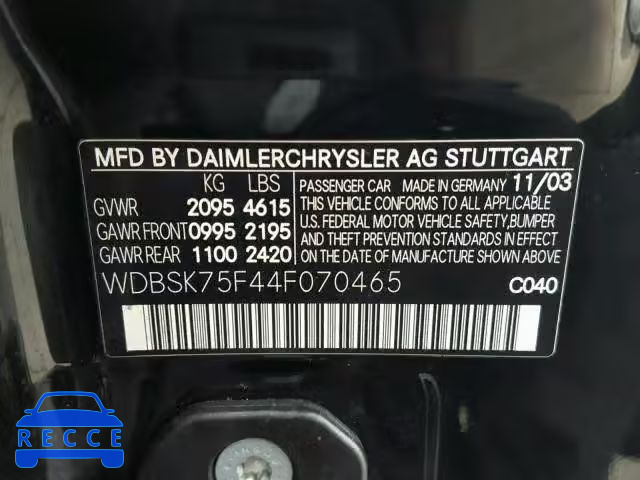 MFD BY DAIMLERCHRYSLER AG STUTTGART
KG LBS
GVWR 2095 4615
GAWR FRONT 0995 2195
GAWR REAR 1100 2420
PASSENGER CAR MADE IN GERMANY 11/03
THIS VEHICLE CONFORMS TO ALL APPLICABLE
U.S. FEDERAL MOTOR VEHICLE SAFETY, BUMPER
AND THEFT PREVENTION STANDARDS IN EFFECT
ON THE DATE OF MANUFACTURE SHOWN ABOVE
WDBSK75F44F070465
C040
RECCE